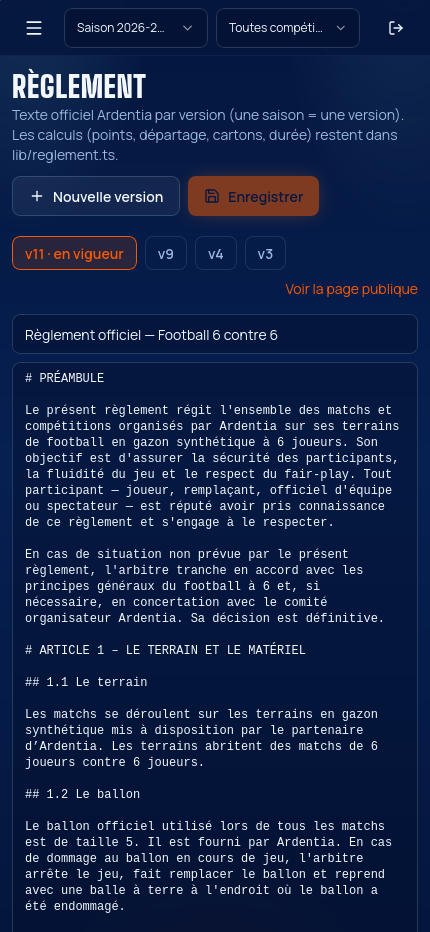 Saison 2026-2...
Toutes compéti...
RÈGLEMENT
Texte officiel Ardentia par version (une saison = une version).
Les calculs (points, départage, cartons, durée) restent dans
lib/reglement.ts.
Nouvelle version
Enregistrer
v11 · en vigueur
v9
v4
v3
Voir la page publique
Règlement officiel — Football 6 contre 6
# PRÉAMBULE
Le présent règlement régit l'ensemble des matchs et
compétitions organisés par Ardentia sur ses terrains
de football en gazon synthétique à 6 joueurs. Son
objectif est d'assurer la sécurité des participants,
la fluidité du jeu et le respect du fair-play. Tout
participant — joueur, remplaçant, officiel d'équipe
ou spectateur — est réputé avoir pris connaissance
de ce règlement et s'engage à le respecter.
En cas de situation non prévue par le présent
règlement, l'arbitre tranche en accord avec les
principes généraux du football à 6 et, si
nécessaire, en concertation avec le comité
organisateur Ardentia. Sa décision est définitive.
# ARTICLE 1 – LE TERRAIN ET LE MATÉRIEL
## 1.1 Le terrain
Les matchs se déroulent sur les terrains en gazon
synthétique mis à disposition par le partenaire
d’Ardentia. Les terrains abritent des matchs de 6
joueurs contre 6 joueurs.
## 1.2 Le ballon
Le ballon officiel utilisé lors de tous les matchs
est de taille 5. Il est fourni par Ardentia. En cas
de dommage au ballon en cours de jeu, l'arbitre
arrête le jeu, fait remplacer le ballon et reprend
avec une balle à terre à l'endroit où le ballon a
été endommagé.